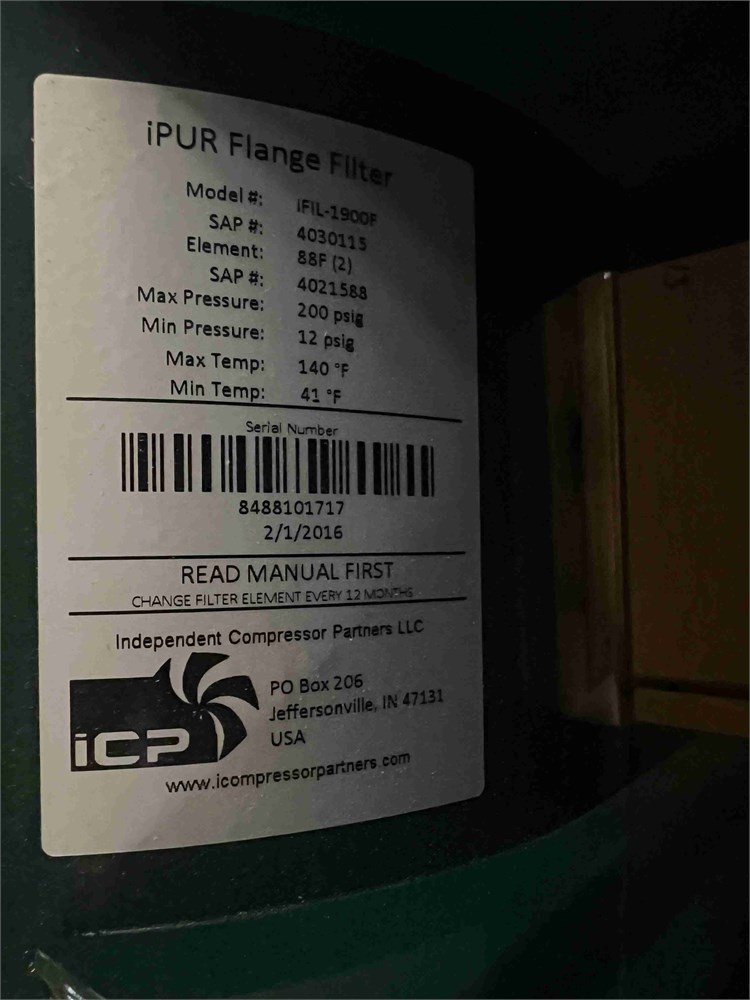 iPUR Flange Filter
Model #: iFIL-1900F
SAP #: 4030115
Element: 88F (2)
SAP #: 4021588
Max Pressure: 200 psig
Min Pressure: 12 psig
Max Temp: 140 °F
Min Temp: 41 °F
Serial Number
8488101717
2/1/2016
READ MANUAL FIRST
CHANGE FILTER ELEMENT EVERY 12 MONTHS
Independent Compressor Partners LLC
iCP
PO Box 206
Jeffersonville, IN 47131
USA
www.icompressorpartners.com